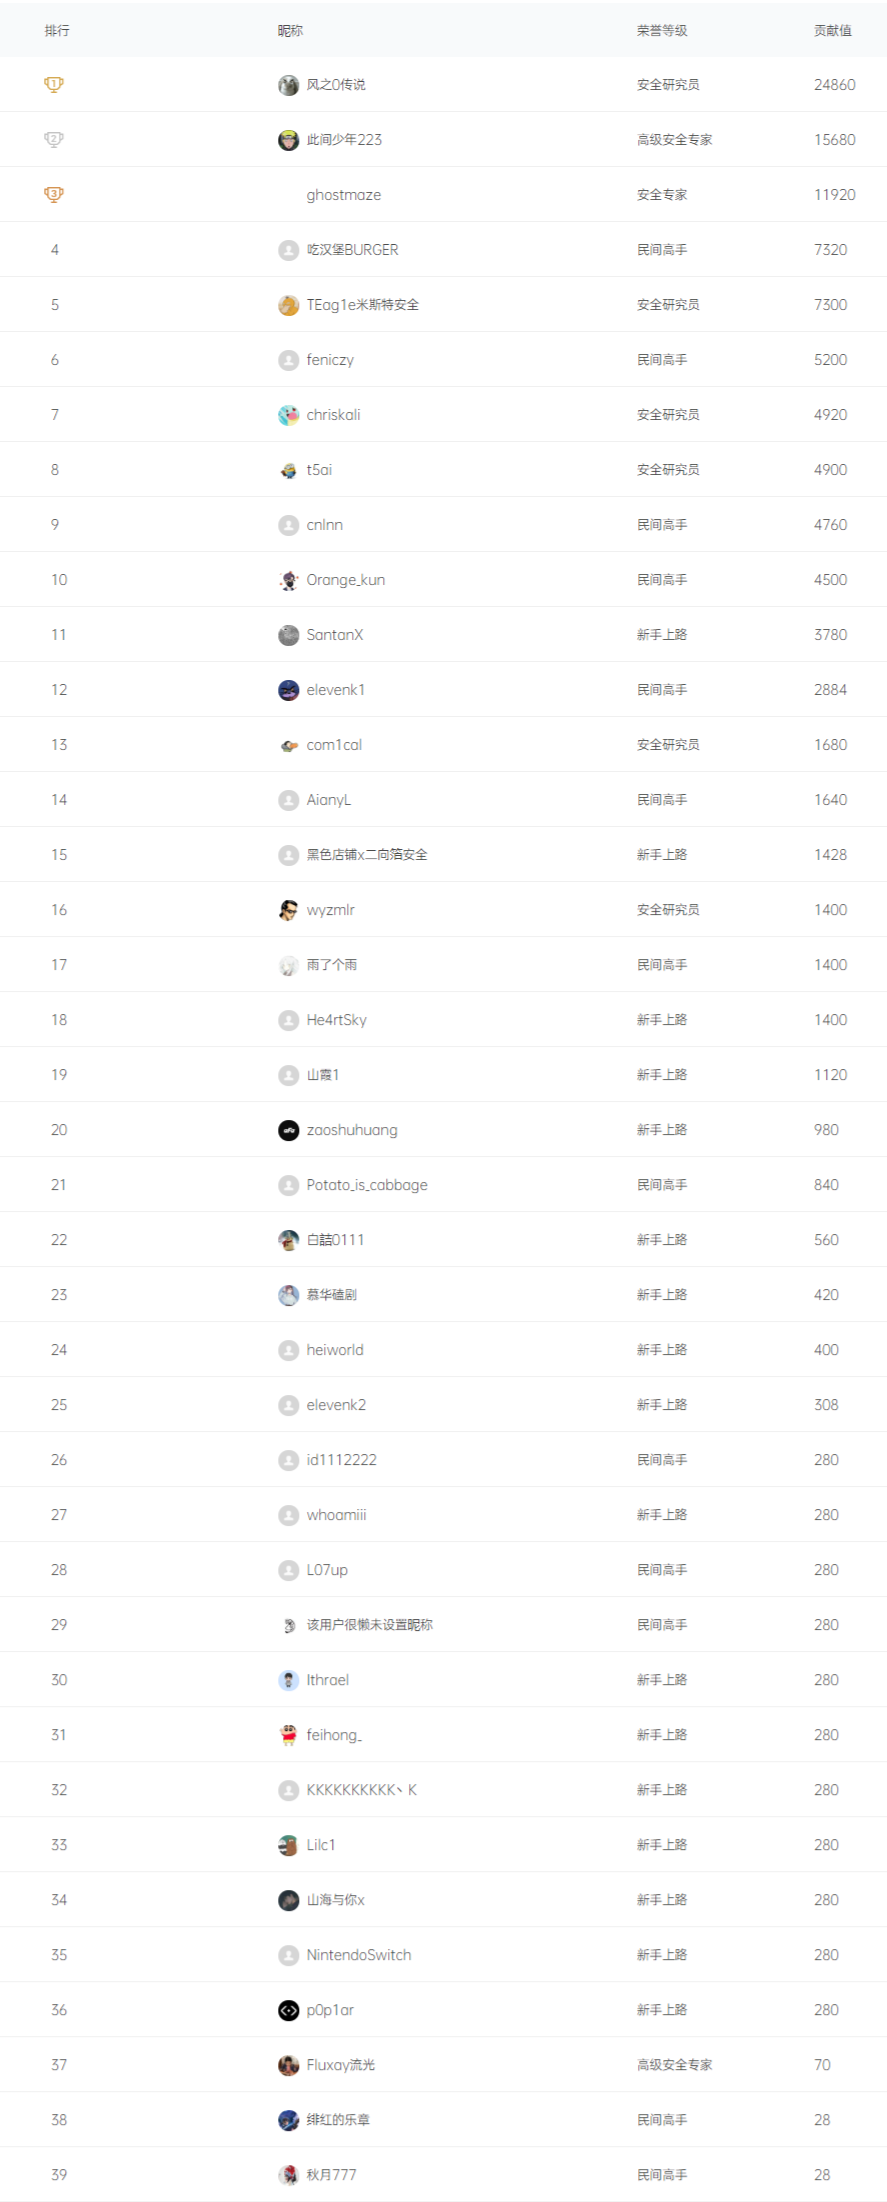 排行 昵称 荣誉等级 贡献值
1 风之0传说 安全研究员 24860
2 此间少年223 高级安全专家 15680
3 ghostmaze 安全专家 11920
4 吃汉堡BURGER 民间高手 7320
5 TEag1e米斯特安全 安全研究员 7300
6 feniczy 民间高手 5200
7 chriskali 安全研究员 4920
8 t5ai 安全研究员 4900
9 cnlnn 民间高手 4760
10 Orange_kun 民间高手 4500
11 SantanX 新手上路 3780
12 elevenk1 民间高手 2884
13 com1cal 安全研究员 1680
14 AianyL 民间高手 1640
15 黑色店铺x二向箔安全 新手上路 1428
16 wyzmlr 安全研究员 1400
17 雨了个雨 民间高手 1400
18 He4rtSky 新手上路 1400
19 山霞1 新手上路 1120
20 zaoshuhuang 新手上路 980
21 Potato_is_cabbage 民间高手 840
22 白喆0111 新手上路 560
23 慕华磕剧 新手上路 420
24 heiworld 新手上路 400
25 elevenk2 新手上路 308
26 id1112222 民间高手 280
27 whoamiii 新手上路 280
28 L07up 民间高手 280
29 该用户很懒未设置昵称 民间高手 280
30 Ithrael 新手上路 280
31 feihong_ 新手上路 280
32 KKKKKKKKKK丶K 新手上路 280
33 Lilc1 新手上路 280
34 山海与你x 新手上路 280
35 NintendoSwitch 新手上路 280
36 p0p1ar 新手上路 280
37 Fluxay流光 高级安全专家 70
38 绯红的乐章 民间高手 28
39 秋月777 民间高手 28